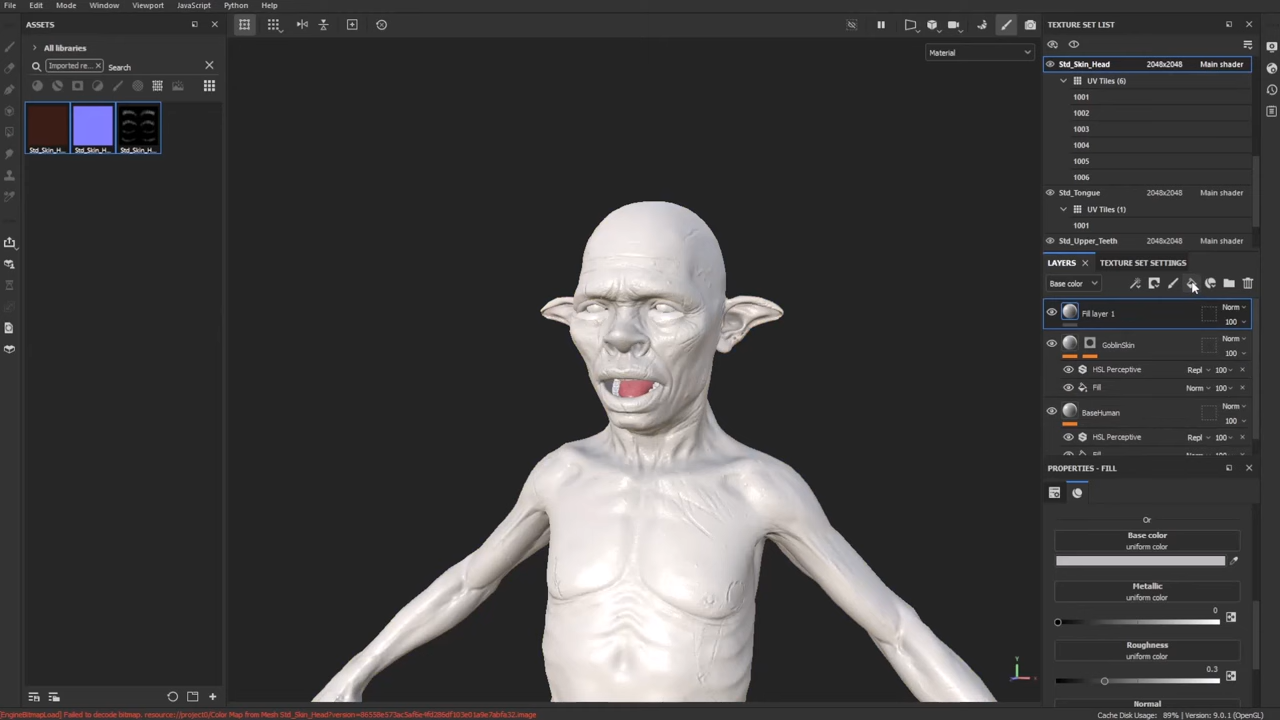 File Edit Mode Window Viewport JavaScript Python Help
ASSETS
All libraries
Imported re... Search
Std_Skin_H... Std_Skin_H... Std_Skin_H...
Material
TEXTURE SET LIST
Std_Skin_Head 2048x2048 Main shader
UV Tiles (6)
1001
1002
1003
1004
1005
1006
Std_Tongue 2048x2048 Main shader
UV Tiles (1)
1001
Std_Upper_Teeth 2048x2048 Main shader
LAYERS TEXTURE SET SETTINGS
Base color
Fill layer 1 Norm 100
GoblinSkin Norm 100
HSL Perceptive Repl 100
Fill Norm 100
BaseHuman Norm 100
HSL Perceptive Repl 100
PROPERTIES - FILL
Or
Base color
uniform color
Metallic
uniform color
0
Roughness
uniform color
0.3
Normal
Y
Cache Disk Usage: 89% | Version: 9.0.1 (OpenGL)